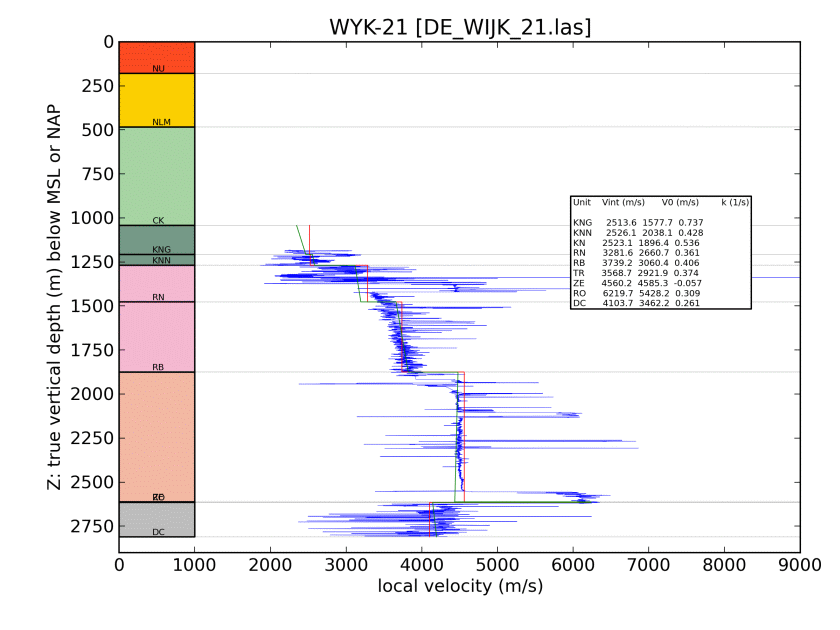 WYK-21 [DE_WIJK_21.las]
0
250
500
750
1000
1250
1500
1750
2000
2250
2500
2750
Z: true vertical depth (m) below MSL or NAP
NU
NLM
CK
KNG
KNN
RN
RB
DC
Unit Vint (m/s) V0 (m/s) k (1/s)
KNG 2513.6 1577.7 0.737
KNN 2526.1 2038.1 0.428
KN 2523.1 1896.4 0.536
RN 3281.6 2660.7 0.361
RB 3739.2 3060.4 0.406
TR 3568.7 2921.9 0.374
ZE 4560.2 4585.3 -0.057
RO 6219.7 5428.2 0.309
DC 4103.7 3462.2 0.261
0 1000 2000 3000 4000 5000 6000 7000 8000 9000
local velocity (m/s)